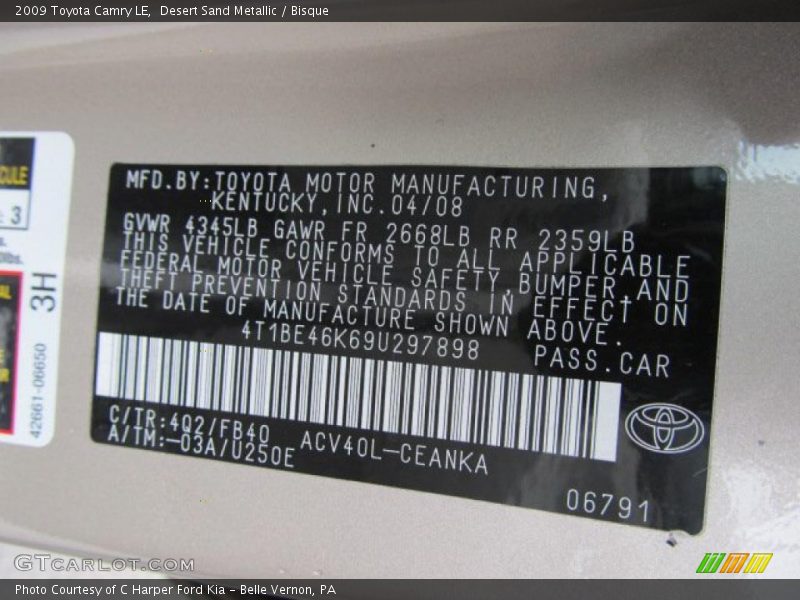 2009 Toyota Camry LE,  Desert Sand Metallic / Bisque
MFD.BY:TOYOTA MOTOR MANUFACTURING,
KENTUCKY,INC.04/08
GVWR 4345LB GAWR FR 2668LB RR 2359LB
THIS VEHICLE CONFORMS TO ALL APPLICABLE
FEDERAL MOTOR VEHICLE SAFETY,BUMPER,AND
THEFT PREVENTION STANDARDS IN EFFECT ON
THE DATE OF MANUFACTURE SHOWN ABOVE.
4T1BE46K69U297898 PASS.CAR
C/TR:4Q2/FB40 ACV40L-CEANKA
A/TM:-03A/U250E
06791
3
3H
42661-06650
GTCARLOT.COM
Photo Courtesy of C Harper Ford Kia – Belle Vernon, PA